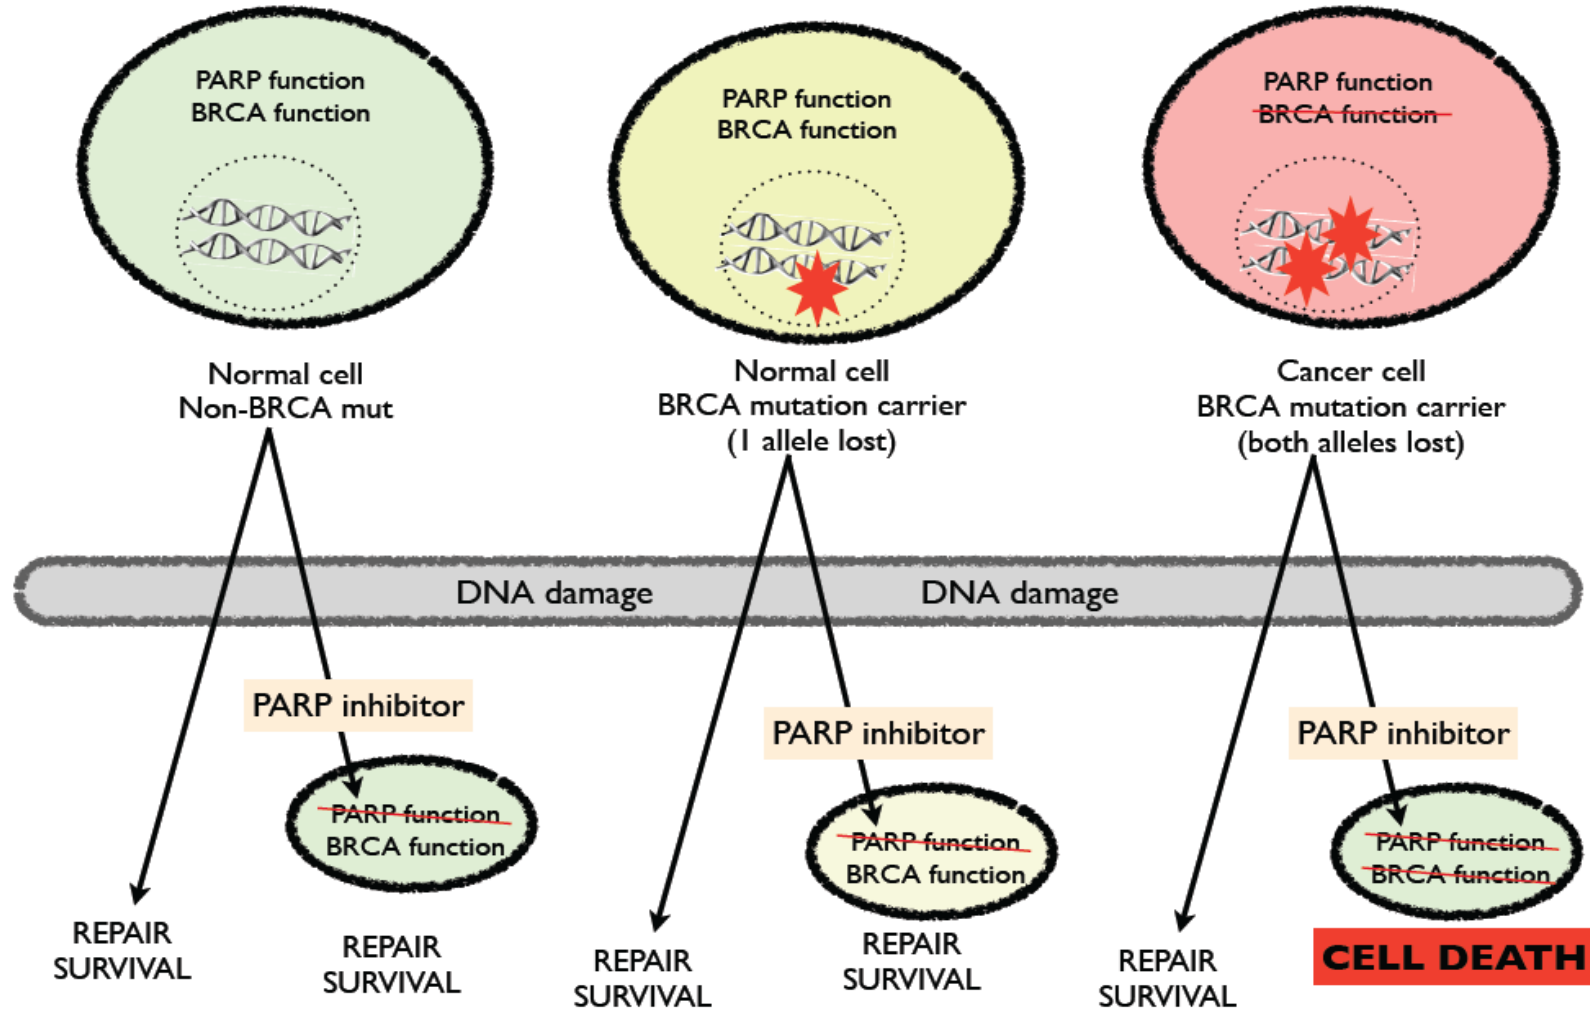 PARP function
BRCA function
PARP function
BRCA function
PARP function
BRCA function
Normal cell
Non-BRCA mut
Normal cell
BRCA mutation carrier
(1 allele lost)
Cancer cell
BRCA mutation carrier
(both alleles lost)
DNA damage
DNA damage
PARP inhibitor
PARP inhibitor
PARP inhibitor
PARP function
BRCA function
PARP function
BRCA function
PARP function
BRCA function
REPAIR
SURVIVAL
REPAIR
SURVIVAL
REPAIR
SURVIVAL
REPAIR
SURVIVAL
REPAIR
SURVIVAL
CELL DEATH